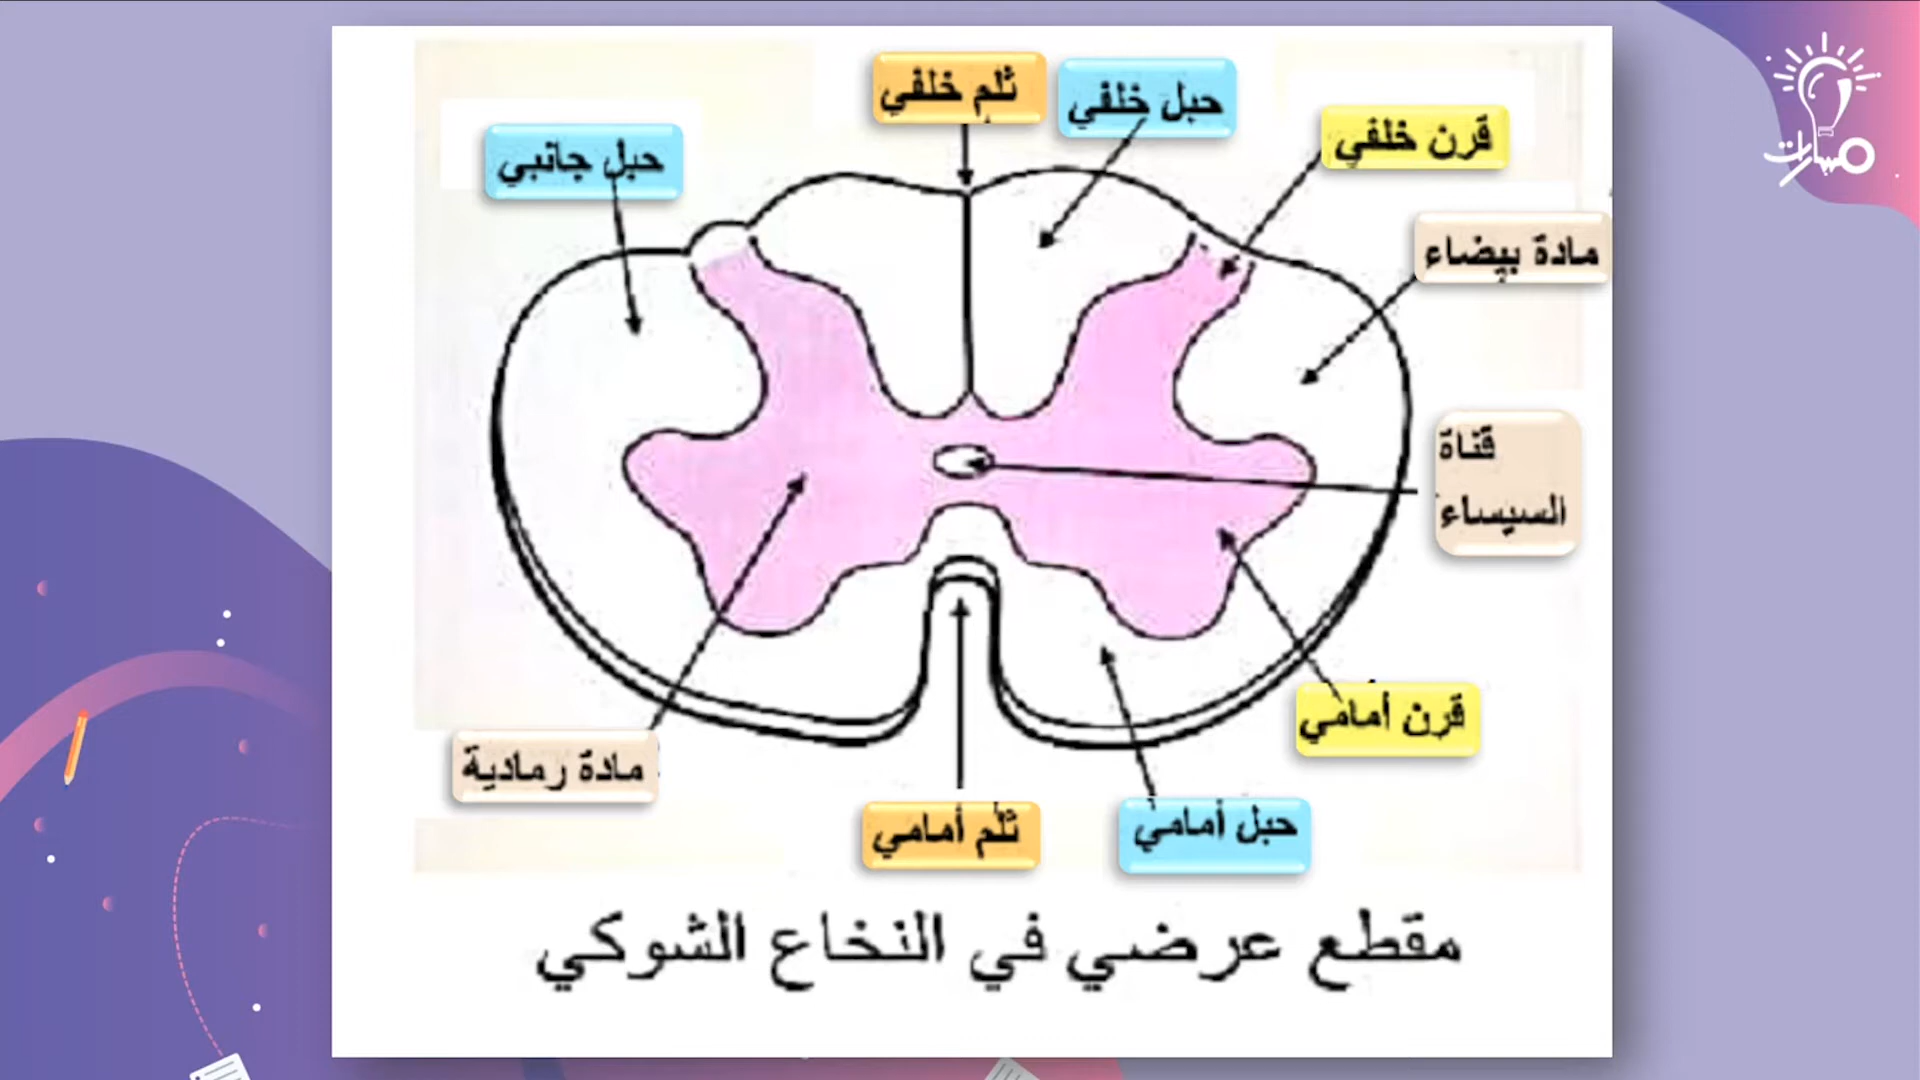 ثلم خلفي
حبل خلفي
قرن خلفي
حبل جانبي
مادة بيضاء
قناة
السيساء
قرن أمامي
مادة رمادية
ثلم أمامي
حبل أمامي
مقطع عرضي في النخاع الشوكي
مسارات